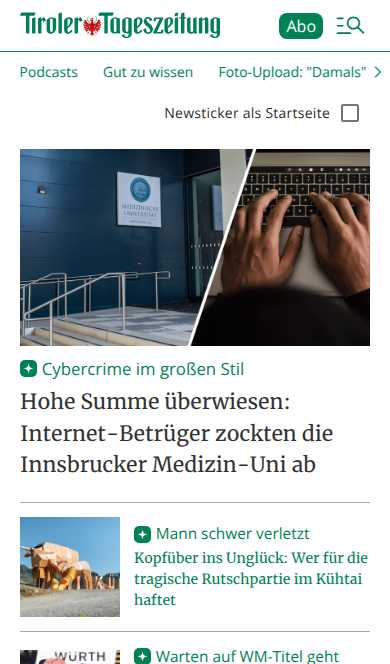 Tiroler Tageszeitung
Abo
Podcasts Gut zu wissen Foto-Upload: "Damals"
Newsticker als Startseite
MEDIZINISCHE
UNIVERSITÄT
Cybercrime im großen Stil
Hohe Summe überwiesen:
Internet-Betrüger zockten die
Innsbrucker Medizin-Uni ab
Mann schwer verletzt
Kopfüber ins Unglück: Wer für die
tragische Rutschpartie im Kühtai
haftet
WÜRTH
Warten auf WM-Titel geht